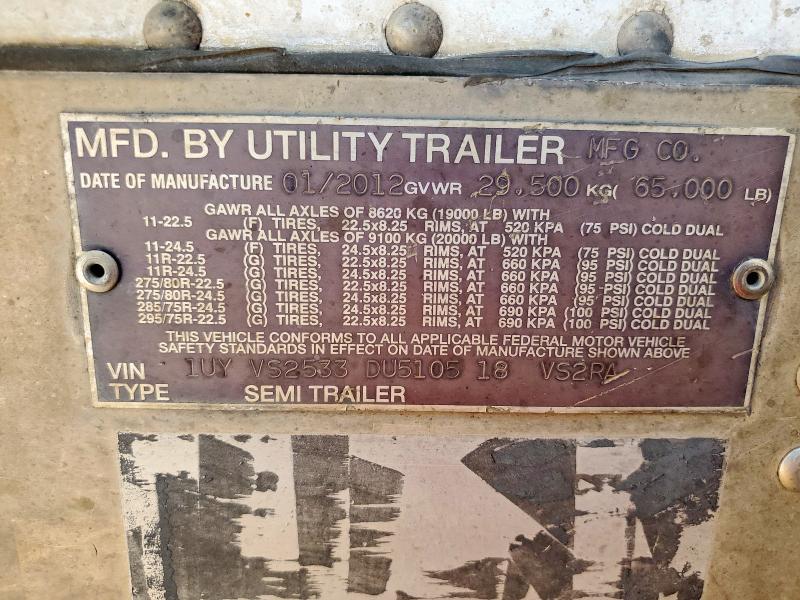 MFD. BY UTILITY TRAILER MFG CO.
DATE OF MANUFACTURE 01/2012 GVWR 29.500 KG( 65.000 LB)
GAWR ALL AXLES OF 8620 KG (19000 LB) WITH
11-22.5 (F) TIRES, 22.5x8.25 RIMS, AT 520 KPA (75 PSI) COLD DUAL
GAWR ALL AXLES OF 9100 KG (20000 LB) WITH
11-24.5 (F) TIRES, 24.5x8.25 RIMS, AT 520 KPA (75 PSI) COLD DUAL
11R-22.5 (G) TIRES, 22.5x8.25 RIMS, AT 660 KPA (95 PSI) COLD DUAL
11R-24.5 (G) TIRES, 24.5x8.25 RIMS, AT 660 KPA (95 PSI) COLD DUAL
275/80R-22.5 (G) TIRES, 22.5x8.25 RIMS, AT 660 KPA (95 PSI) COLD DUAL
275/80R-24.5 (G) TIRES, 24.5x8.25 RIMS, AT 660 KPA (95 PSI) COLD DUAL
285/75R-24.5 (G) TIRES, 24.5x8.25 RIMS, AT 690 KPA (100 PSI) COLD DUAL
295/75R-22.5 (G) TIRES, 22.5x8.25 RIMS, AT 690 KPA (100 PSI) COLD DUAL
THIS VEHICLE CONFORMS TO ALL APPLICABLE FEDERAL MOTOR VEHICLE
SAFETY STANDARDS IN EFFECT ON DATE OF MANUFACTURE SHOWN ABOVE
VIN 1UY VS2533 DU5105 18 VS2RA
TYPE SEMI TRAILER